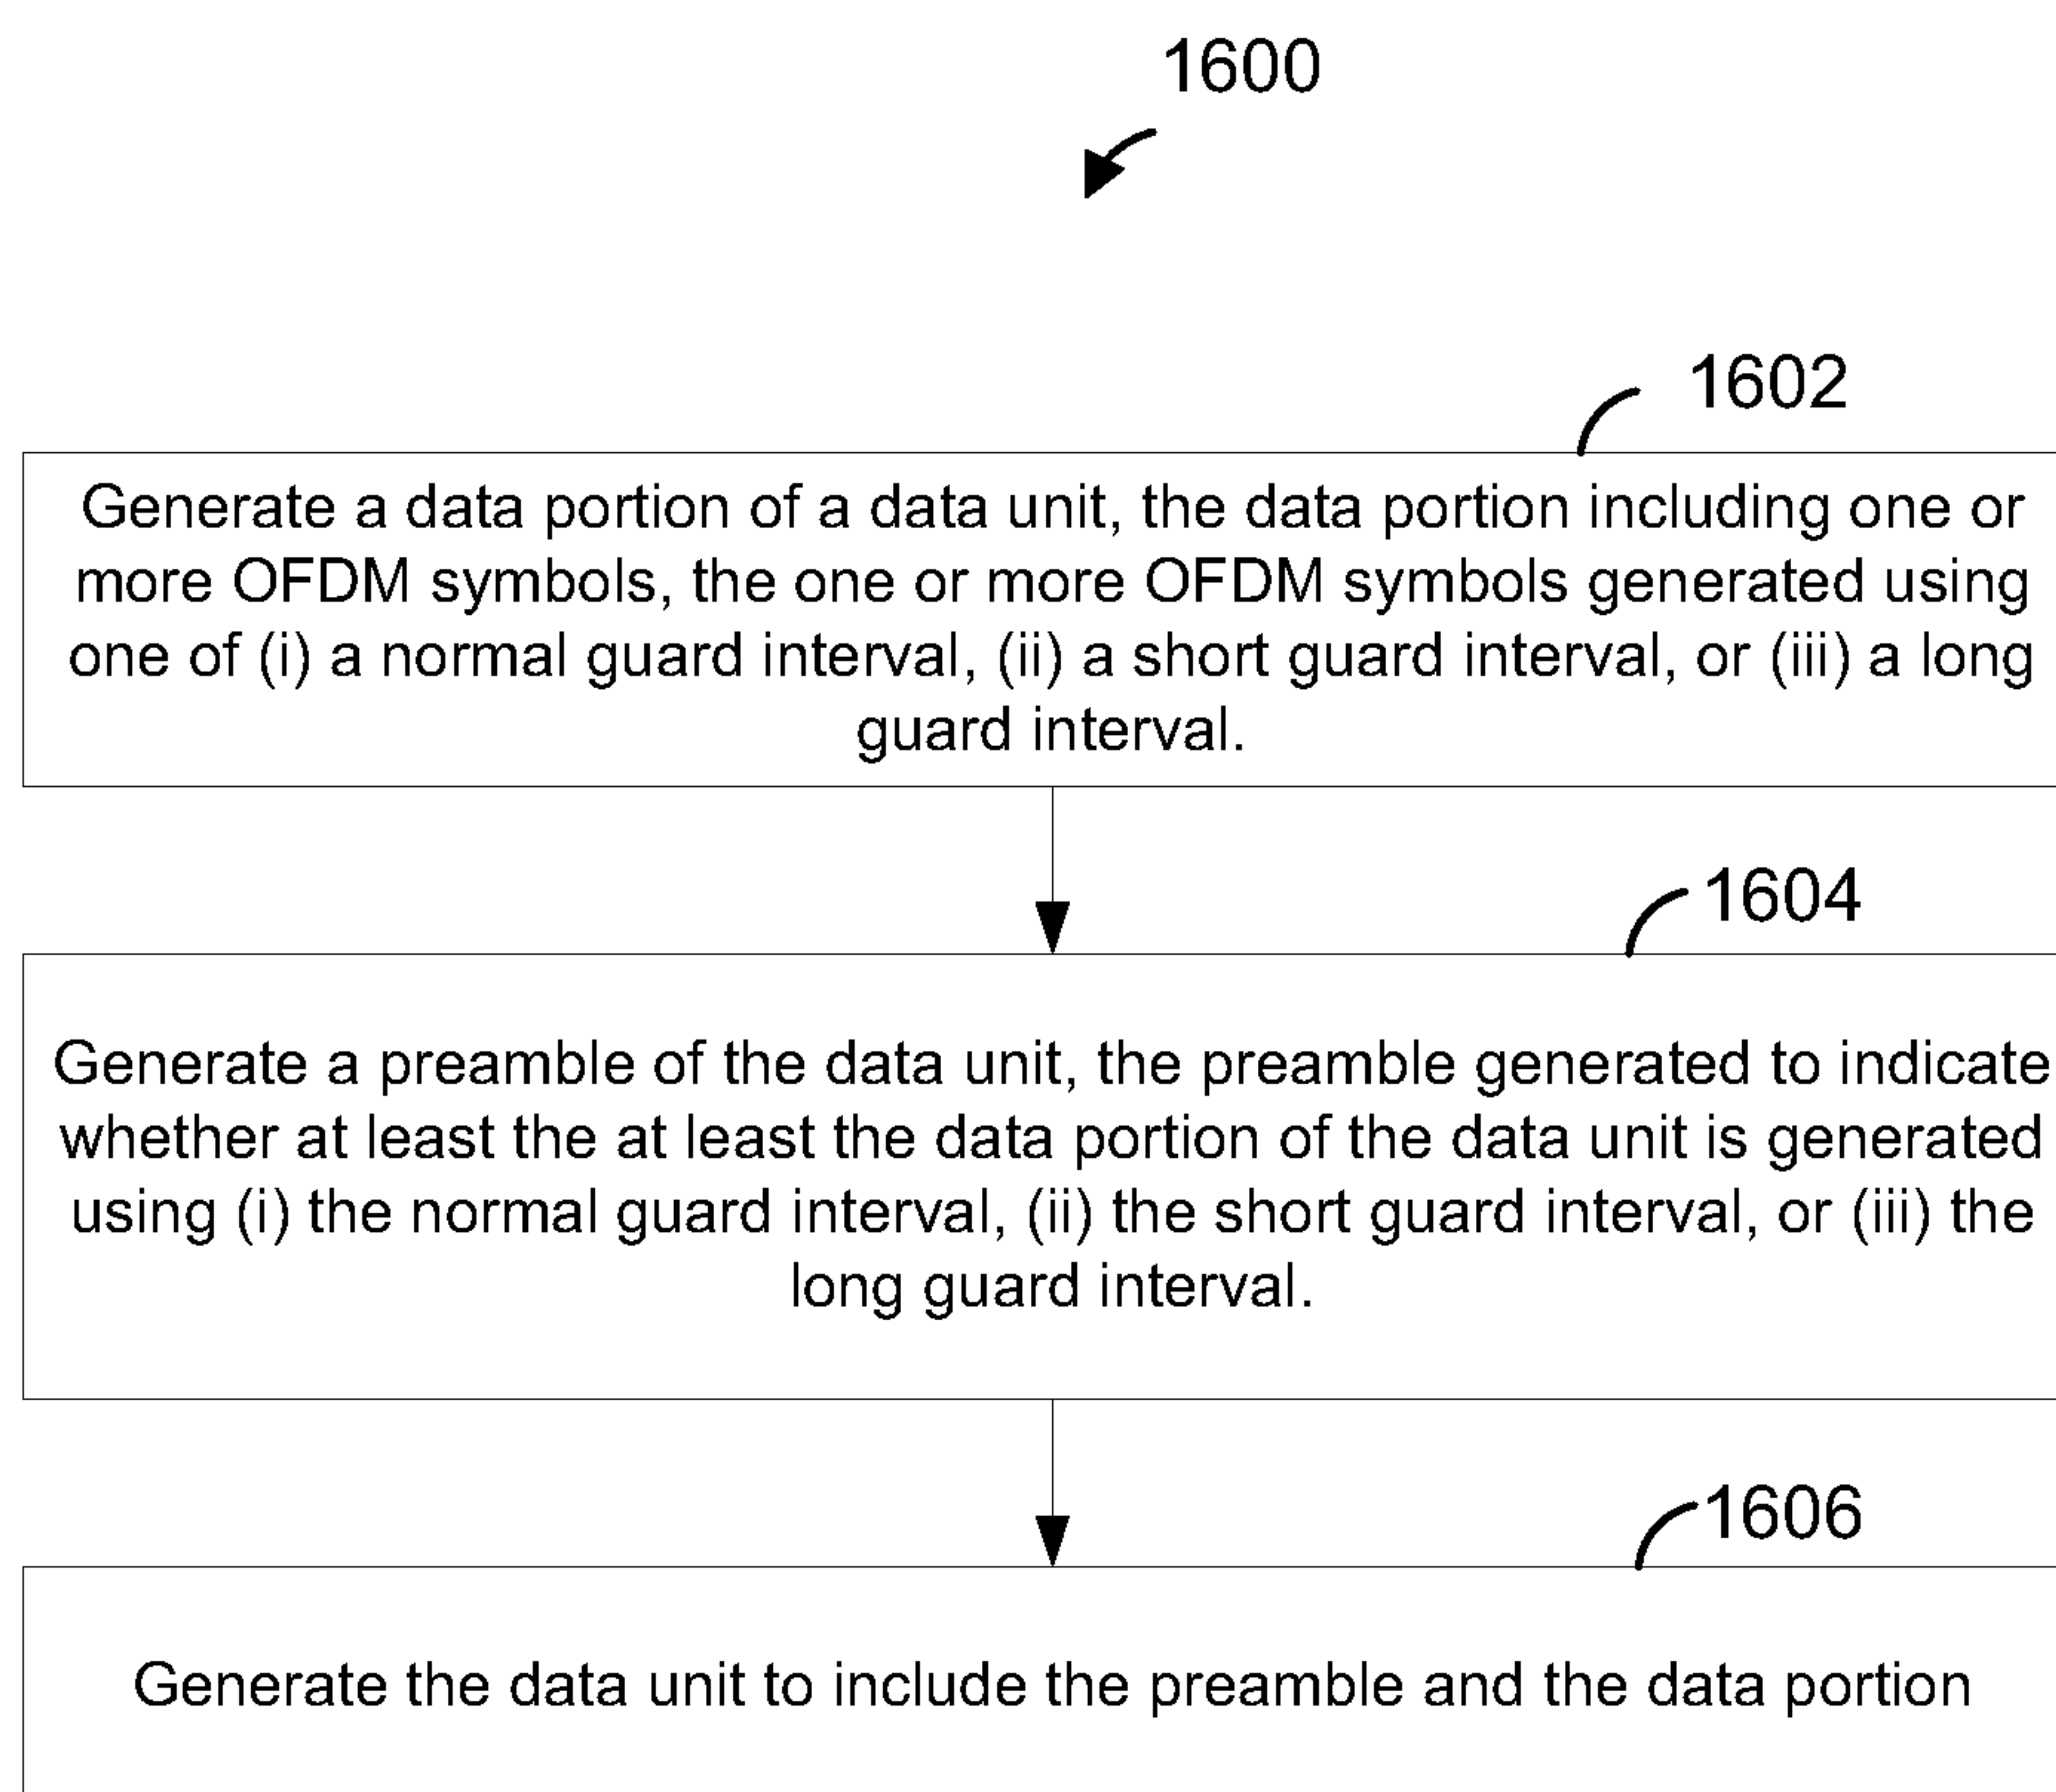 1600
1602
Generate a data portion of a data unit, the data portion including one or
more OFDM symbols, the one or more OFDM symbols generated using
one of (i) a normal guard interval, (ii) a short guard interval, or (iii) a long
guard interval.
1604
Generate a preamble of the data unit, the preamble generated to indicate
whether at least the at least the data portion of the data unit is generated
using (i) the normal guard interval, (ii) the short guard interval, or (iii) the
long guard interval.
1606
Generate the data unit to include the preamble and the data portion